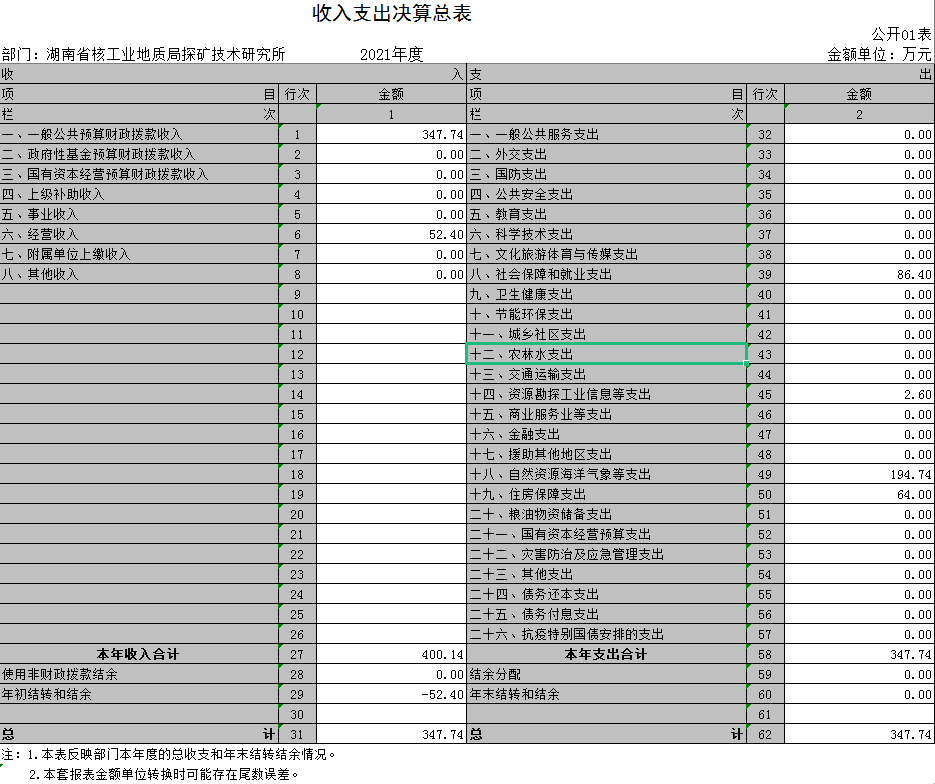 收入支出决算总表
公开01表
部门：湖南省核工业地质局探矿技术研究所 2021年度 金额单位：万元
收 入 支 出
项 目 行次 金额 项 目 行次 金额
栏 次 1 栏 次 2
一、一般公共预算财政拨款收入 1 347.74 一、一般公共服务支出 32 0.00
二、政府性基金预算财政拨款收入 2 0.00 二、外交支出 33 0.00
三、国有资本经营预算财政拨款收入 3 0.00 三、国防支出 34 0.00
四、上级补助收入 4 0.00 四、公共安全支出 35 0.00
五、事业收入 5 0.00 五、教育支出 36 0.00
六、经营收入 6 52.40 六、科学技术支出 37 0.00
七、附属单位上缴收入 7 0.00 七、文化旅游体育与传媒支出 38 0.00
八、其他收入 8 0.00 八、社会保障和就业支出 39 86.40
9 九、卫生健康支出 40 0.00
10 十、节能环保支出 41 0.00
11 十一、城乡社区支出 42 0.00
12 十二、农林水支出 43 0.00
13 十三、交通运输支出 44 0.00
14 十四、资源勘探工业信息等支出 45 2.60
15 十五、商业服务业等支出 46 0.00
16 十六、金融支出 47 0.00
17 十七、援助其他地区支出 48 0.00
18 十八、自然资源海洋气象等支出 49 194.74
19 十九、住房保障支出 50 64.00
20 二十、粮油物资储备支出 51 0.00
21 二十一、国有资本经营预算支出 52 0.00
22 二十二、灾害防治及应急管理支出 53 0.00
23 二十三、其他支出 54 0.00
24 二十四、债务还本支出 55 0.00
25 二十五、债务付息支出 56 0.00
26 二十六、抗疫特别国债安排的支出 57 0.00
本年收入合计 27 400.14 本年支出合计 58 347.74
使用非财政拨款结余 28 0.00 结余分配 59 0.00
年初结转和结余 29 -52.40 年末结转和结余 60 0.00
30 61
总 计 31 347.74 总 计 62 347.74
注：1.本表反映部门本年度的总收支和年末结转结余情况。
2.本套报表金额单位转换时可能存在尾数误差。